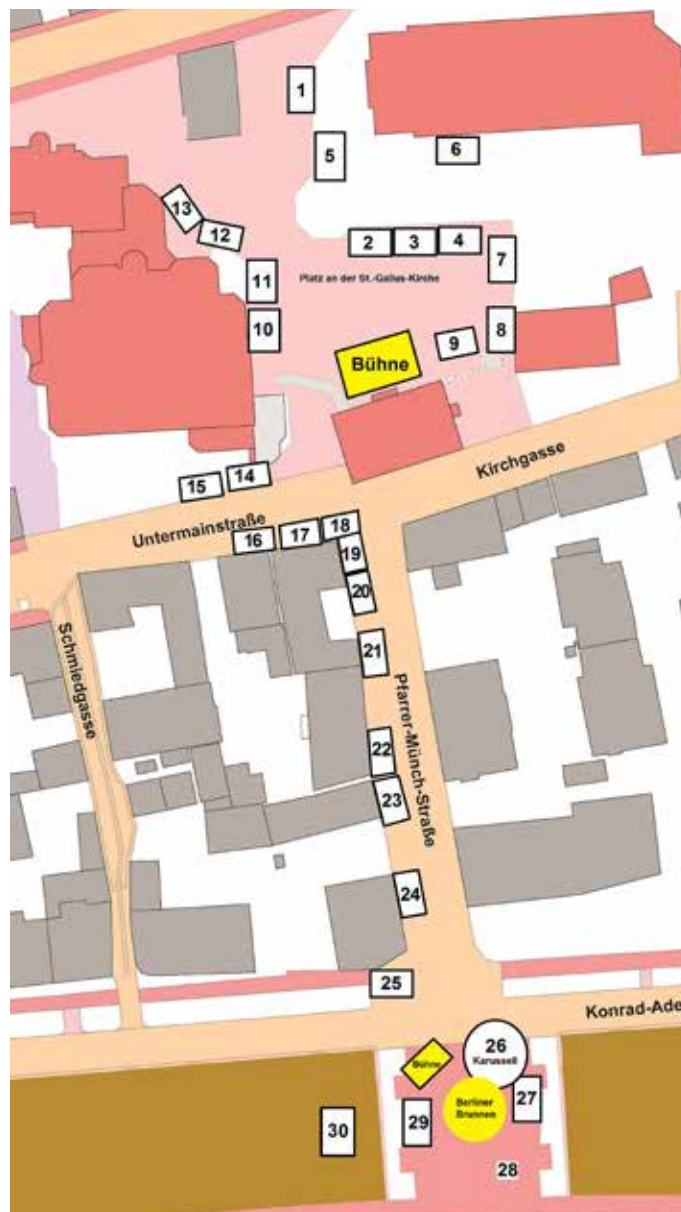 1
5
6
13
12
2
3
4
7
11
Platz an der St.-Gallus-Kirche
10
8
9
Bühne
Kirchgasse
15
14
Untermainstraße
16
17
18
19
20
Schmiedgasse
21
Pfarrer-Münch-Straße
22
23
24
25
Konrad-Ade
26
Karussell
Bühne
Berliner
Brunnen
27
29
30
28